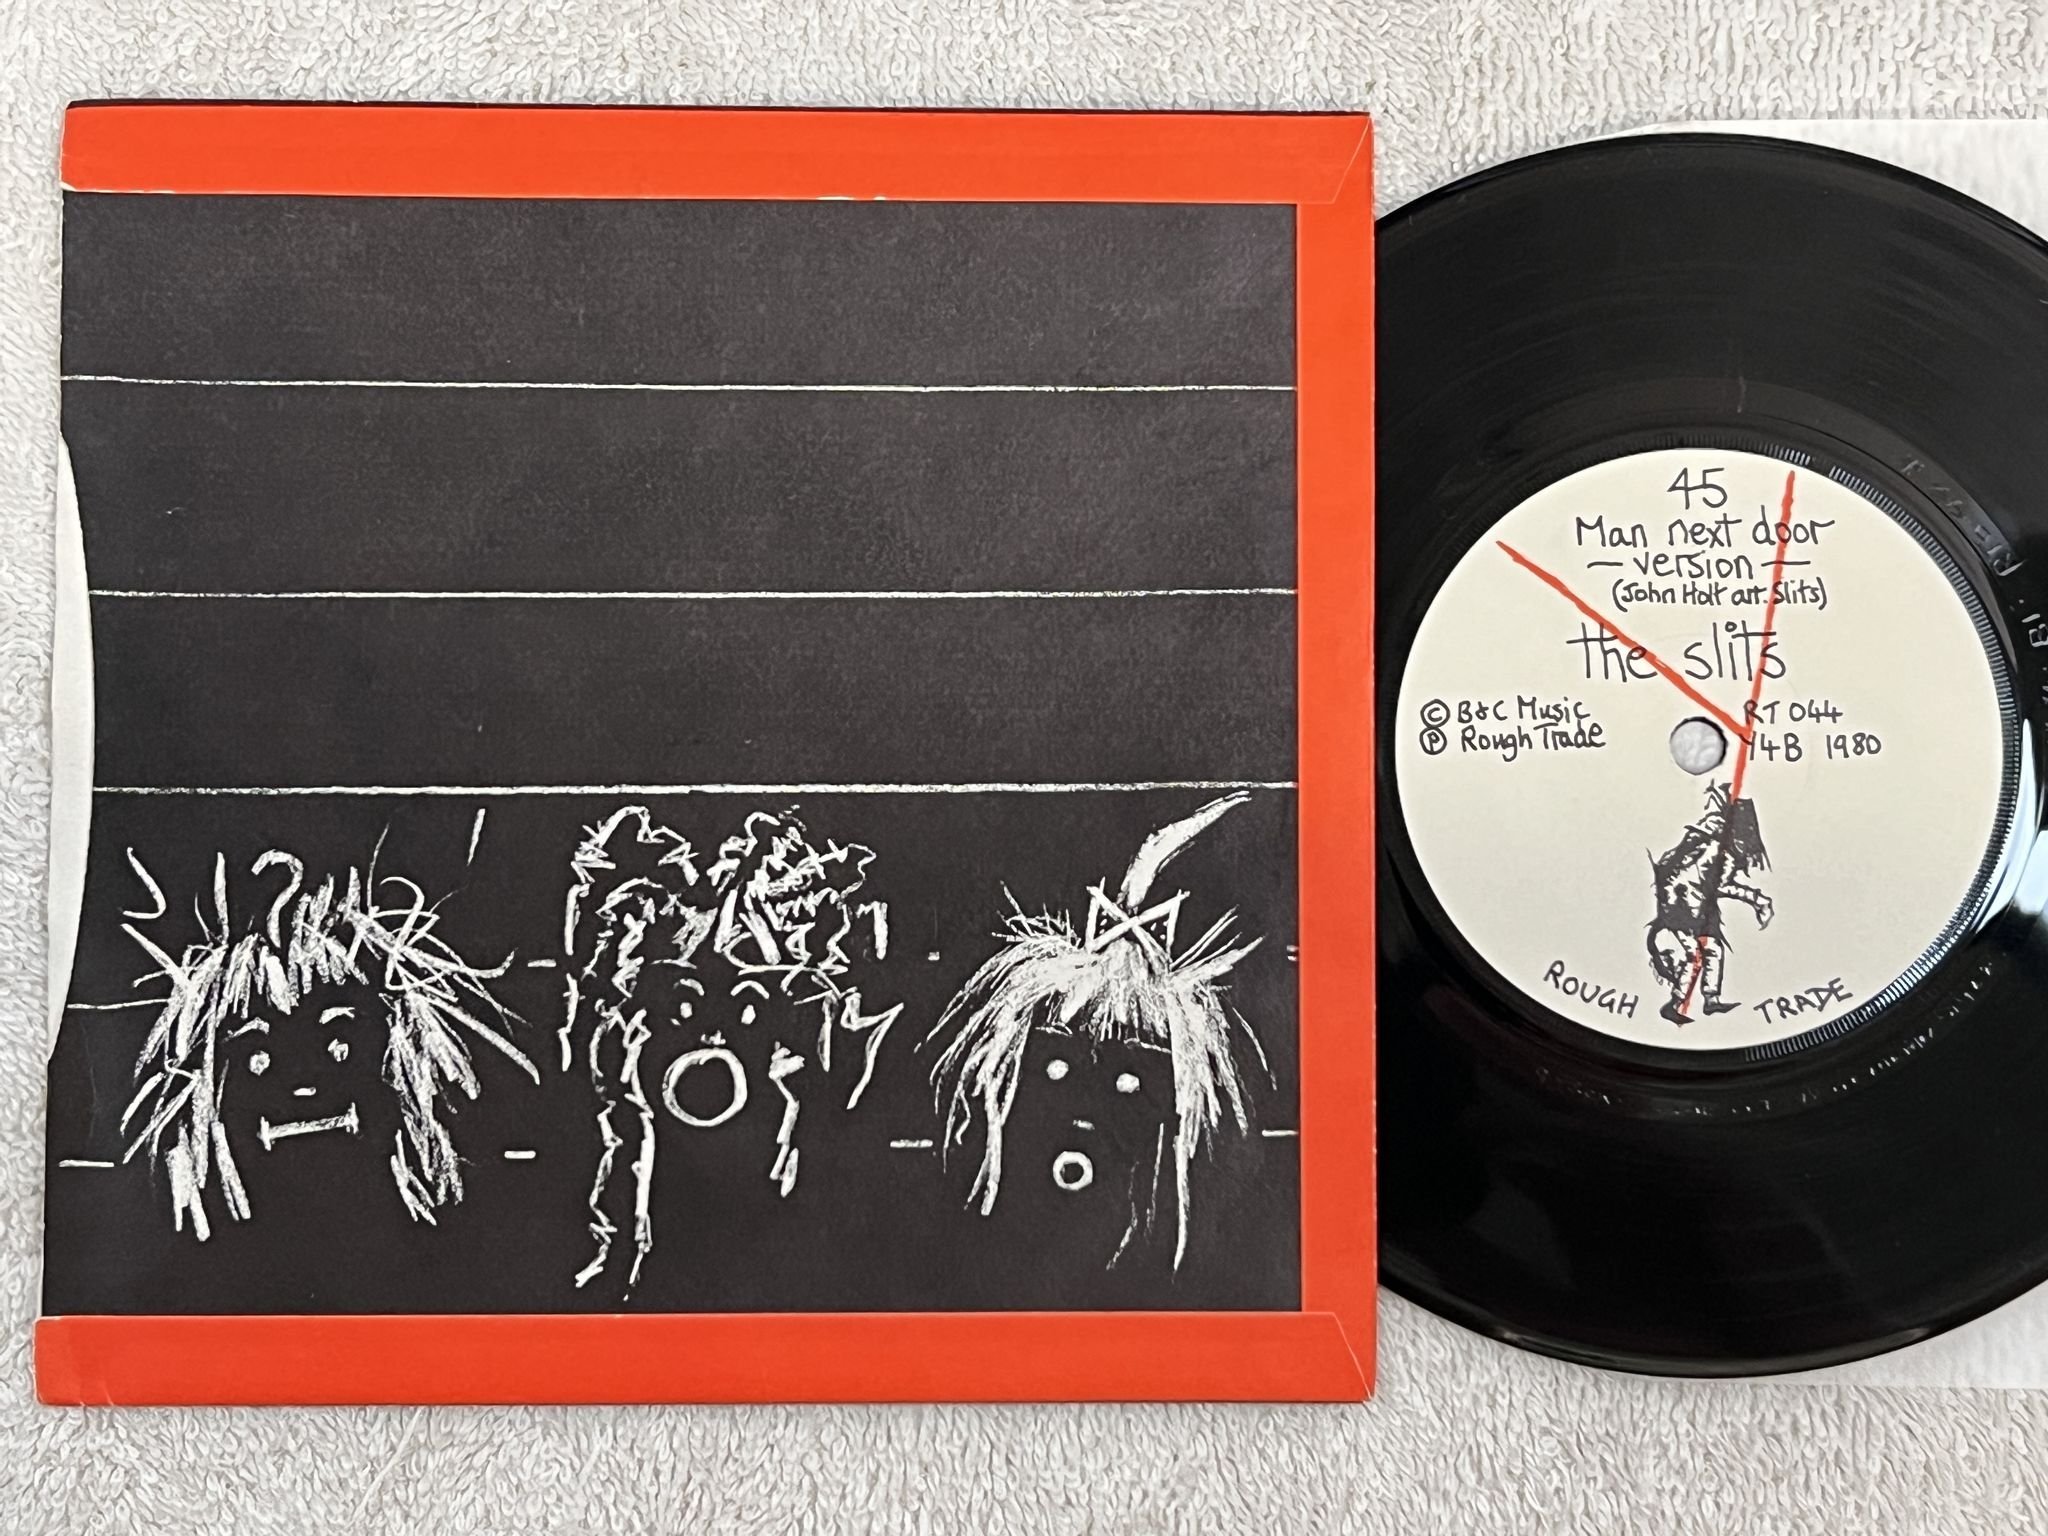 45
Man next door
— version —
(John Holt arr. Slits)
the slits
© B&C Music
℗ Rough Trade
RT 044
Y4B 1980
ROUGH TRADE